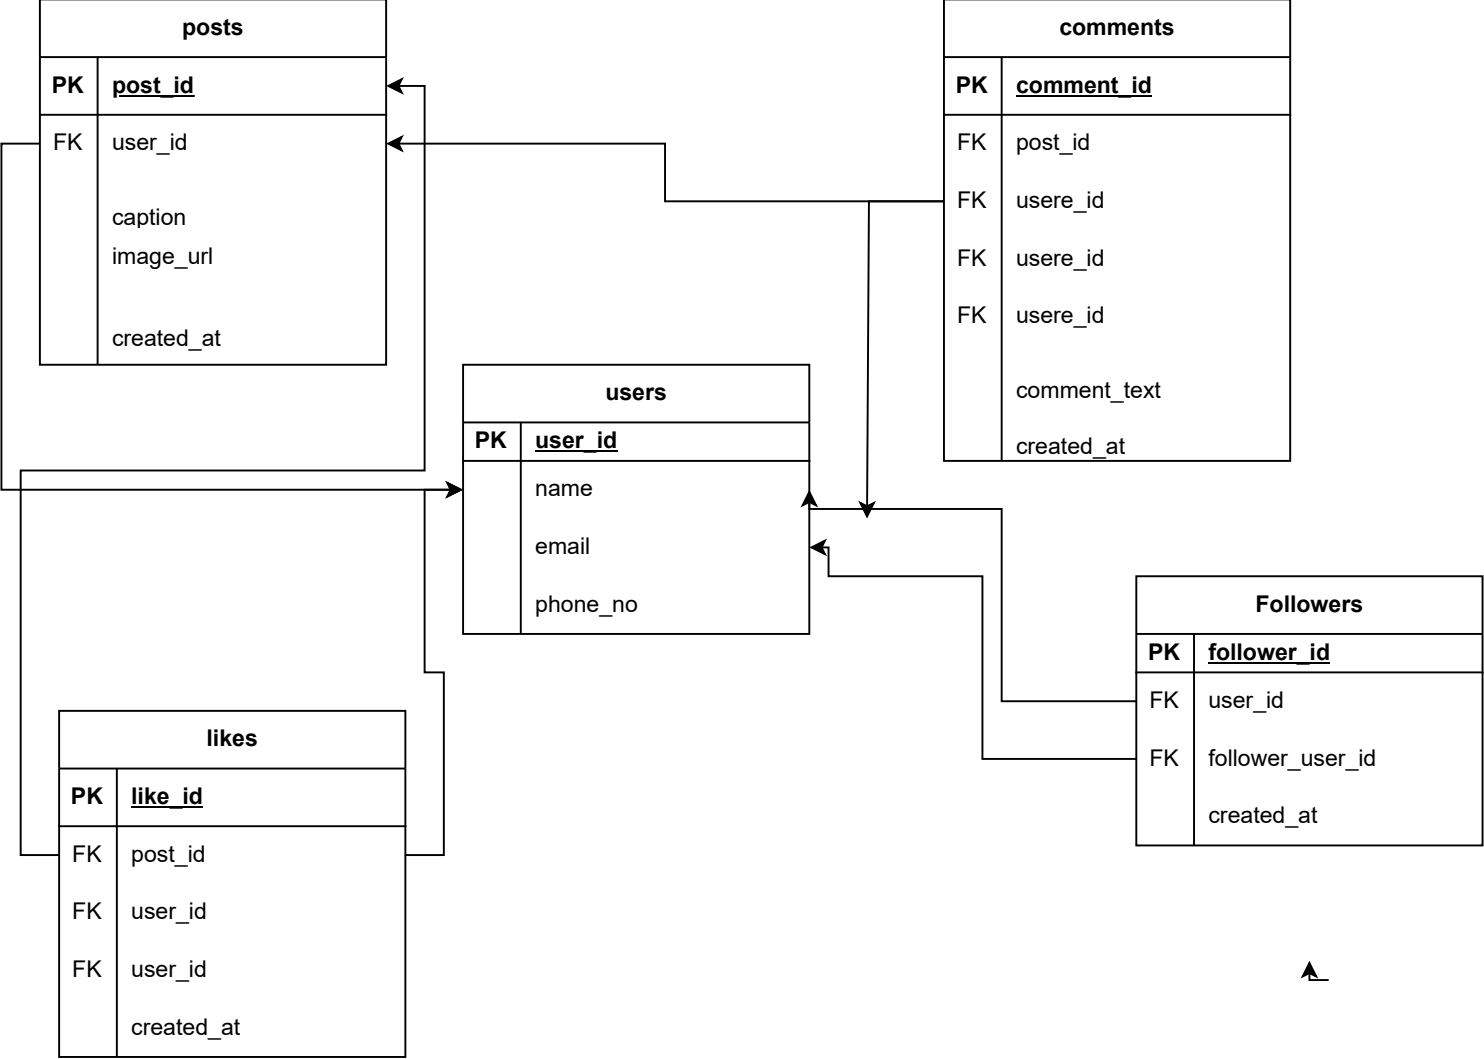 posts
PK post_id
FK user_id
caption
image_url
created_at
comments
PK comment_id
FK post_id
FK usere_id
FK usere_id
FK usere_id
comment_text
created_at
users
PK user_id
name
email
phone_no
Followers
PK follower_id
FK user_id
FK follower_user_id
created_at
likes
PK like_id
FK post_id
FK user_id
FK user_id
created_at